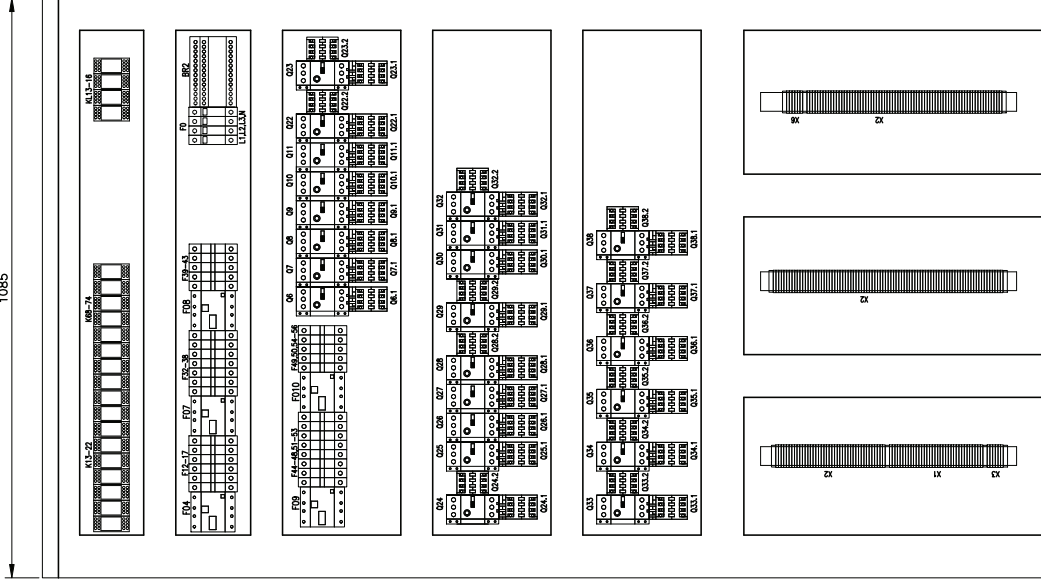 1085
KL13-16
K68-74
K13-22
BR2
F0
L1,L2,L3,N
F39-43
F08
F32-38
F07
F12-17
F04
Q23.2
Q23
Q23.1
Q22.2
Q22
Q22.1
Q11
Q11.1
Q10
Q10.1
Q9
Q9.1
Q8
Q8.1
Q7
Q7.1
Q6
Q6.1
F49,50,54-56
F010
F44-48,51-53
F09
Q32.2
Q32
Q32.1
Q31
Q31.1
Q30
Q30.1
Q29.2
Q29
Q29.1
Q28.2
Q28
Q28.1
Q27
Q27.1
Q26
Q26.1
Q25
Q25.1
Q24.2
Q24
Q24.1
Q38.2
Q38
Q38.1
Q37.2
Q37
Q37.1
Q36.2
Q36
Q36.1
Q35.2
Q35
Q35.1
Q34.2
Q34
Q34.1
Q33.2
Q33
Q33.1
X6
X2
X2
X2
X1
X3